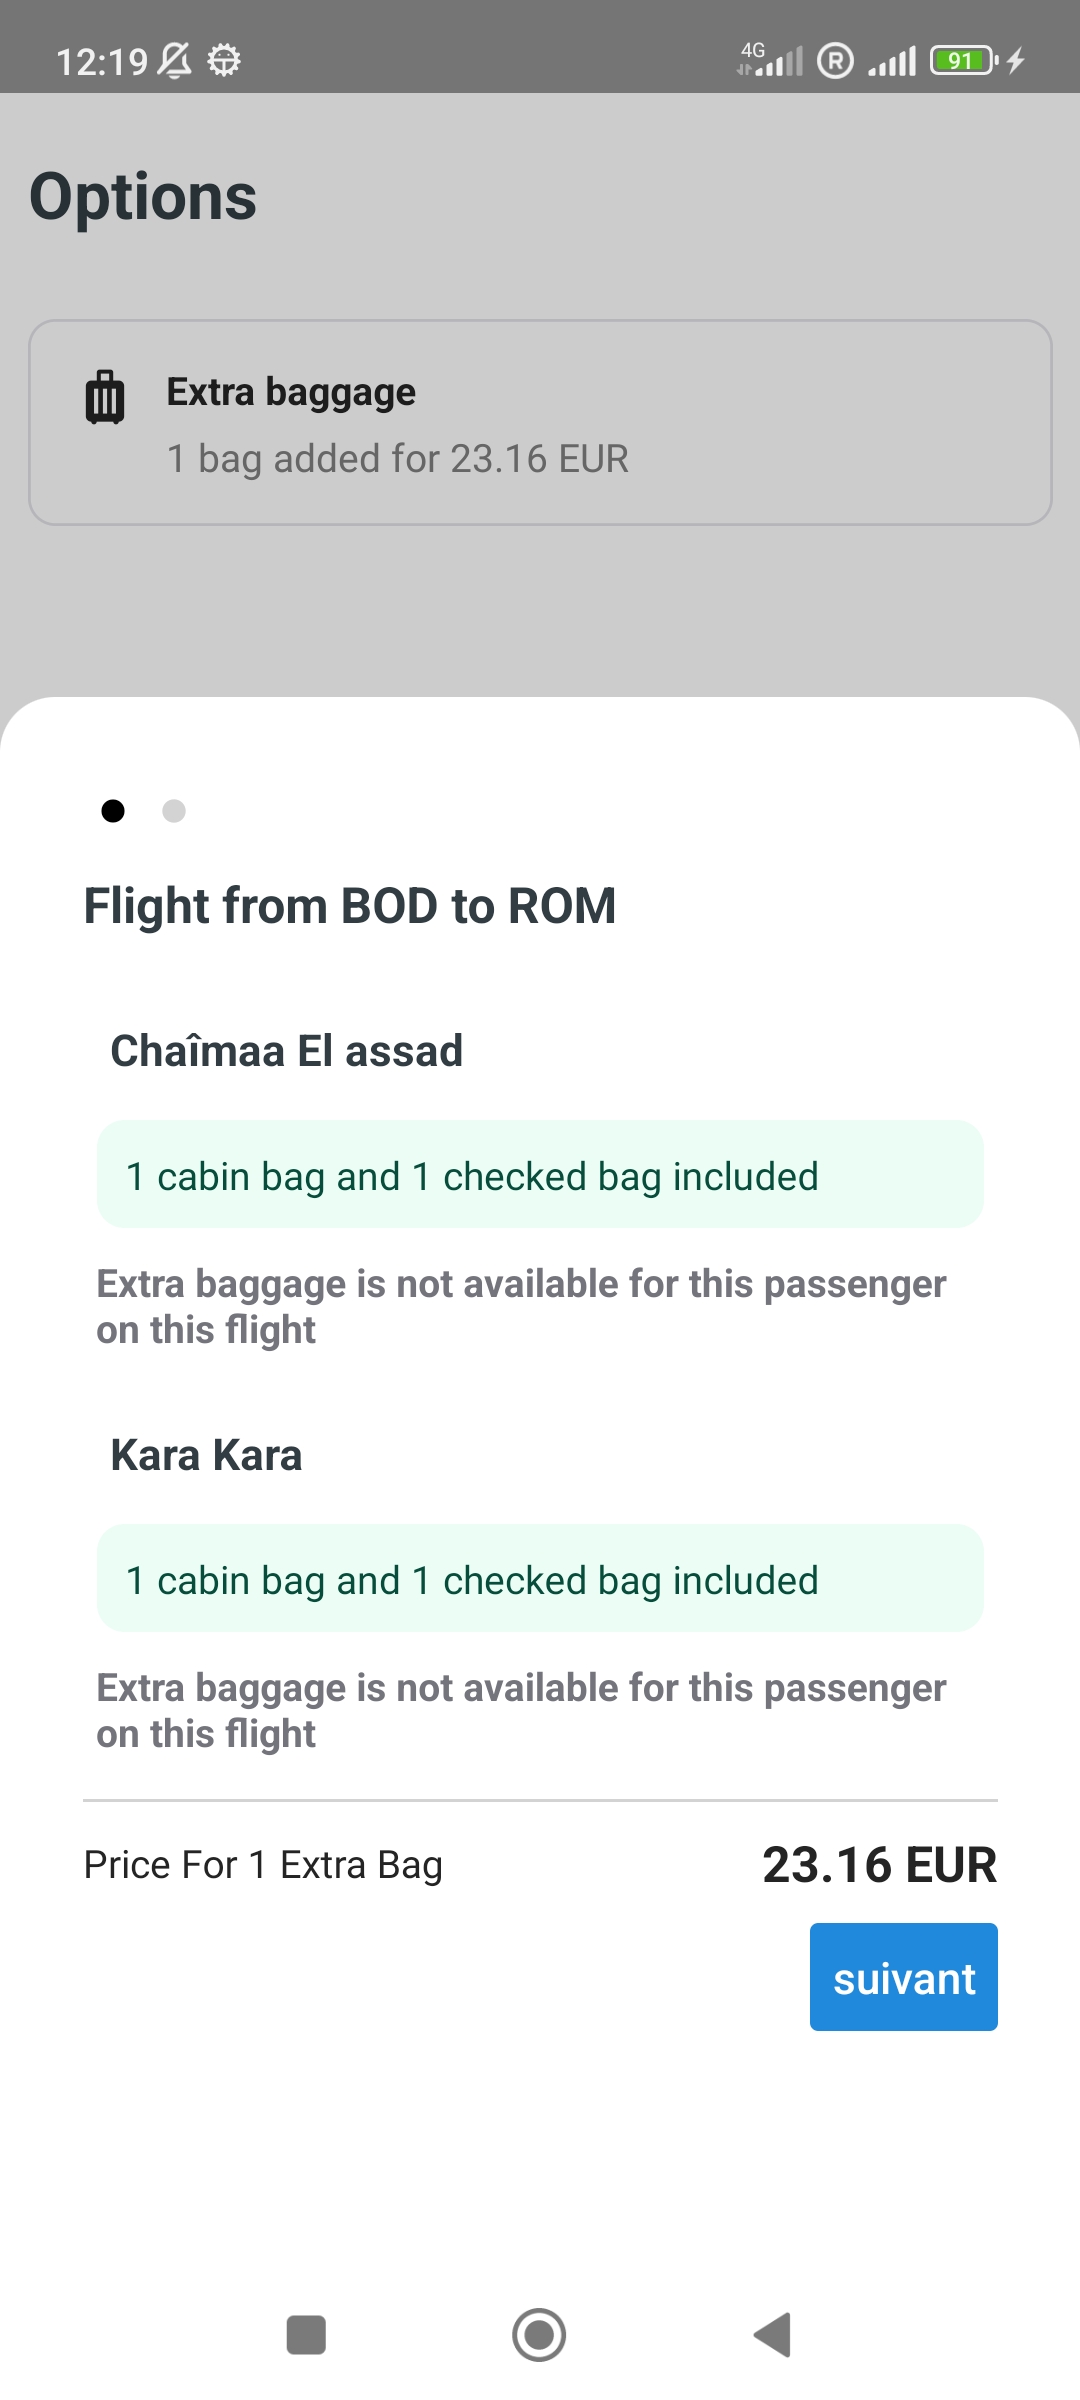 12:19
4G
R
91
Options
Extra baggage
1 bag added for 23.16 EUR
Flight from BOD to ROM
Chaîmaa El assad
1 cabin bag and 1 checked bag included
Extra baggage is not available for this passenger
on this flight
Kara Kara
1 cabin bag and 1 checked bag included
Extra baggage is not available for this passenger
on this flight
Price For 1 Extra Bag
23.16 EUR
suivant